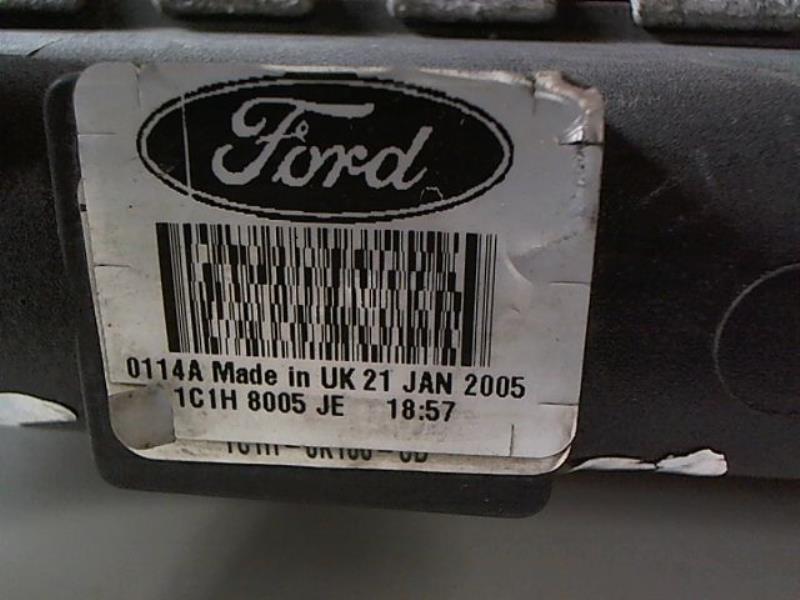 Ford
0114A Made in UK 21 JAN 2005
1C1H 8005 JE 18:57